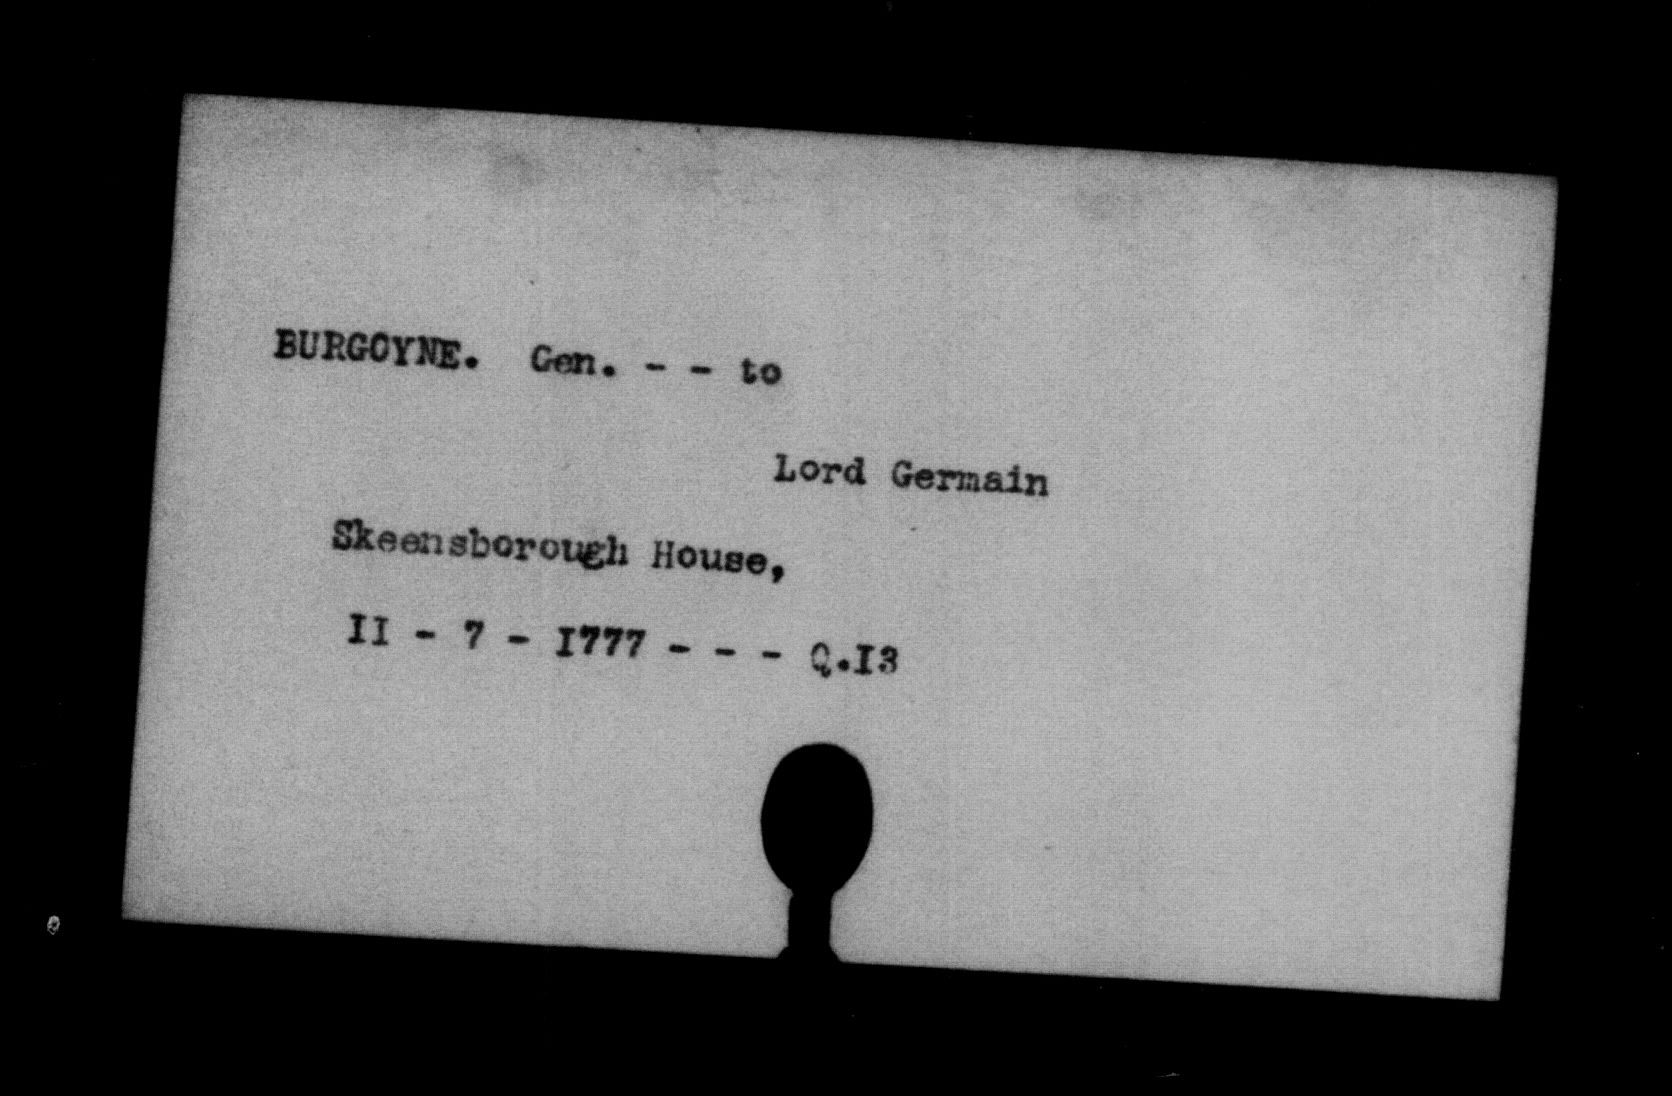 BURGOYNE. Gen. - - to
Lord Germain
Skeensborough House,
II - 7 - I777 - - - Q.I3